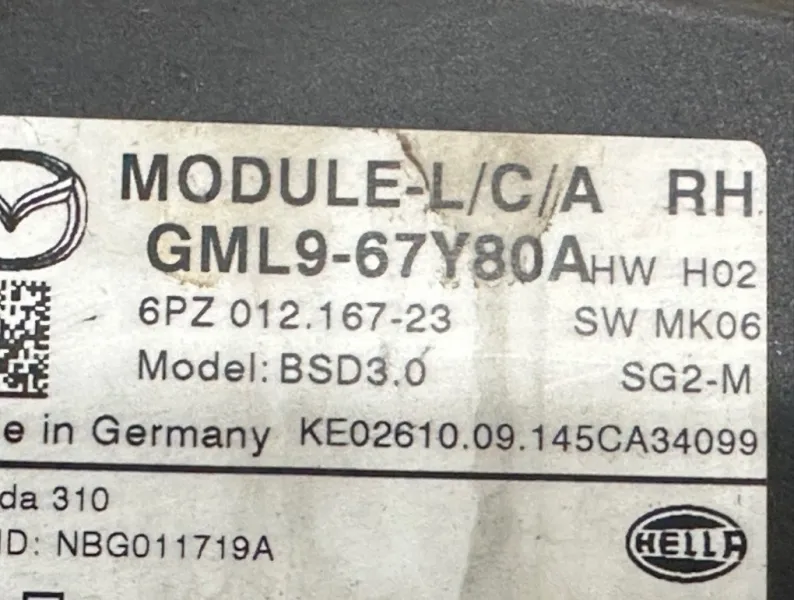 MODULE-L/C/A RH
GML9-67Y80A HW H02
6PZ 012.167-23 SW MK06
Model: BSD3.0 SG2-M
e in Germany KE02610.09.145CA34099
da 310
ID: NBG011719A
HELLA